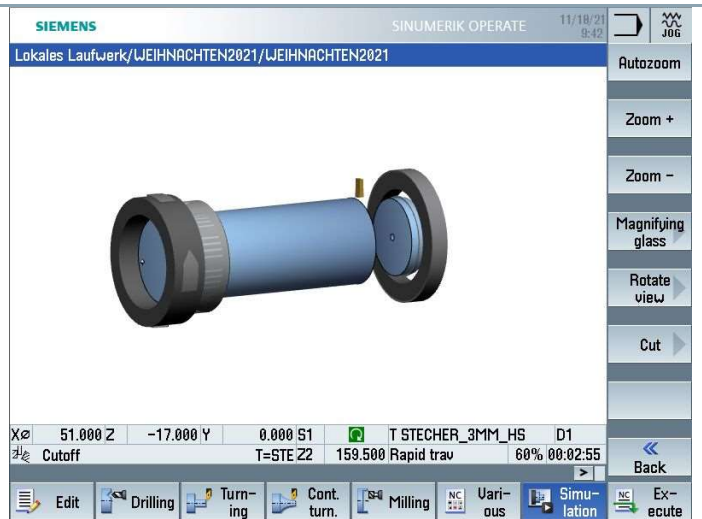 SIEMENS
SINUMERIK OPERATE
11/18/21
9:42
JOG
Lokales Laufwerk/WEIHNACHTEN2021/WEIHNACHTEN2021
Autozoom
Zoom +
Zoom -
Magnifying
glass
Rotate
view
Cut
XØ 51.000 Z -17.000 Y 0.000 S1 T STECHER_3MM_HS D1
Cutoff T=STE Z2 159.500 Rapid trav 60% 00:02:55
>
Back
Edit
Drilling
Turn-
ing
Cont.
turn.
Milling
NC
Vari-
ous
Simu-
lation
NC
Ex-
ecute